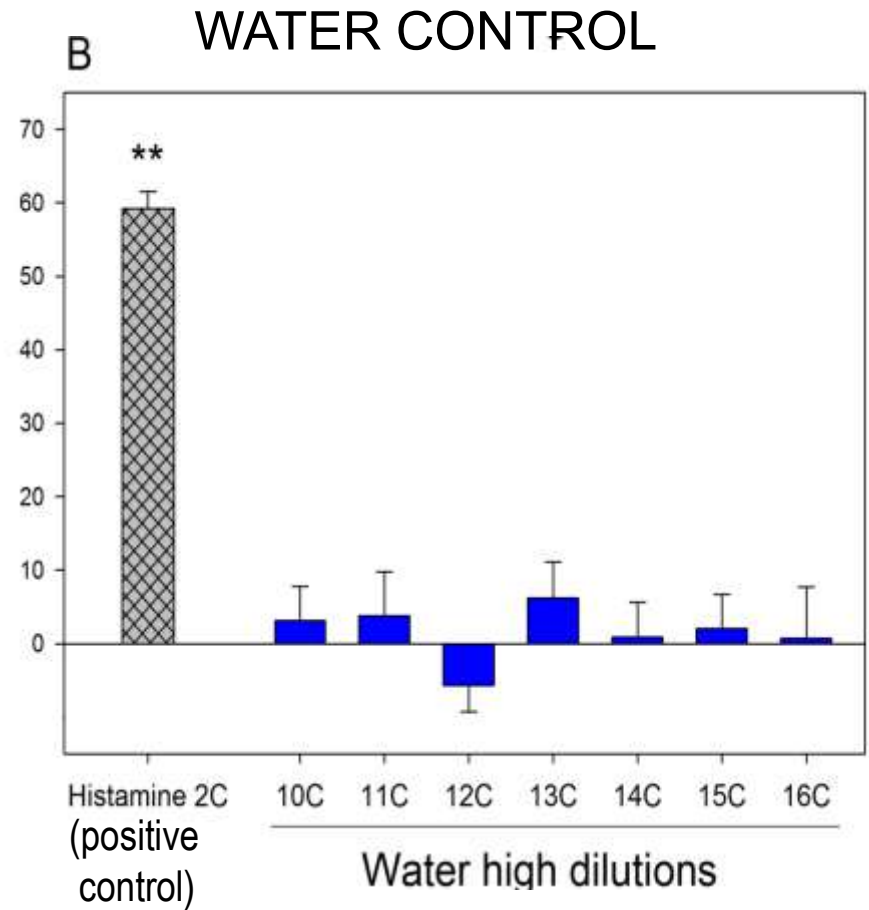 WATER CONTROL
B
70
**
60
50
40
30
20
10
0
Histamine 2C 10C 11C 12C 13C 14C 15C 16C
(positive
control)
Water high dilutions